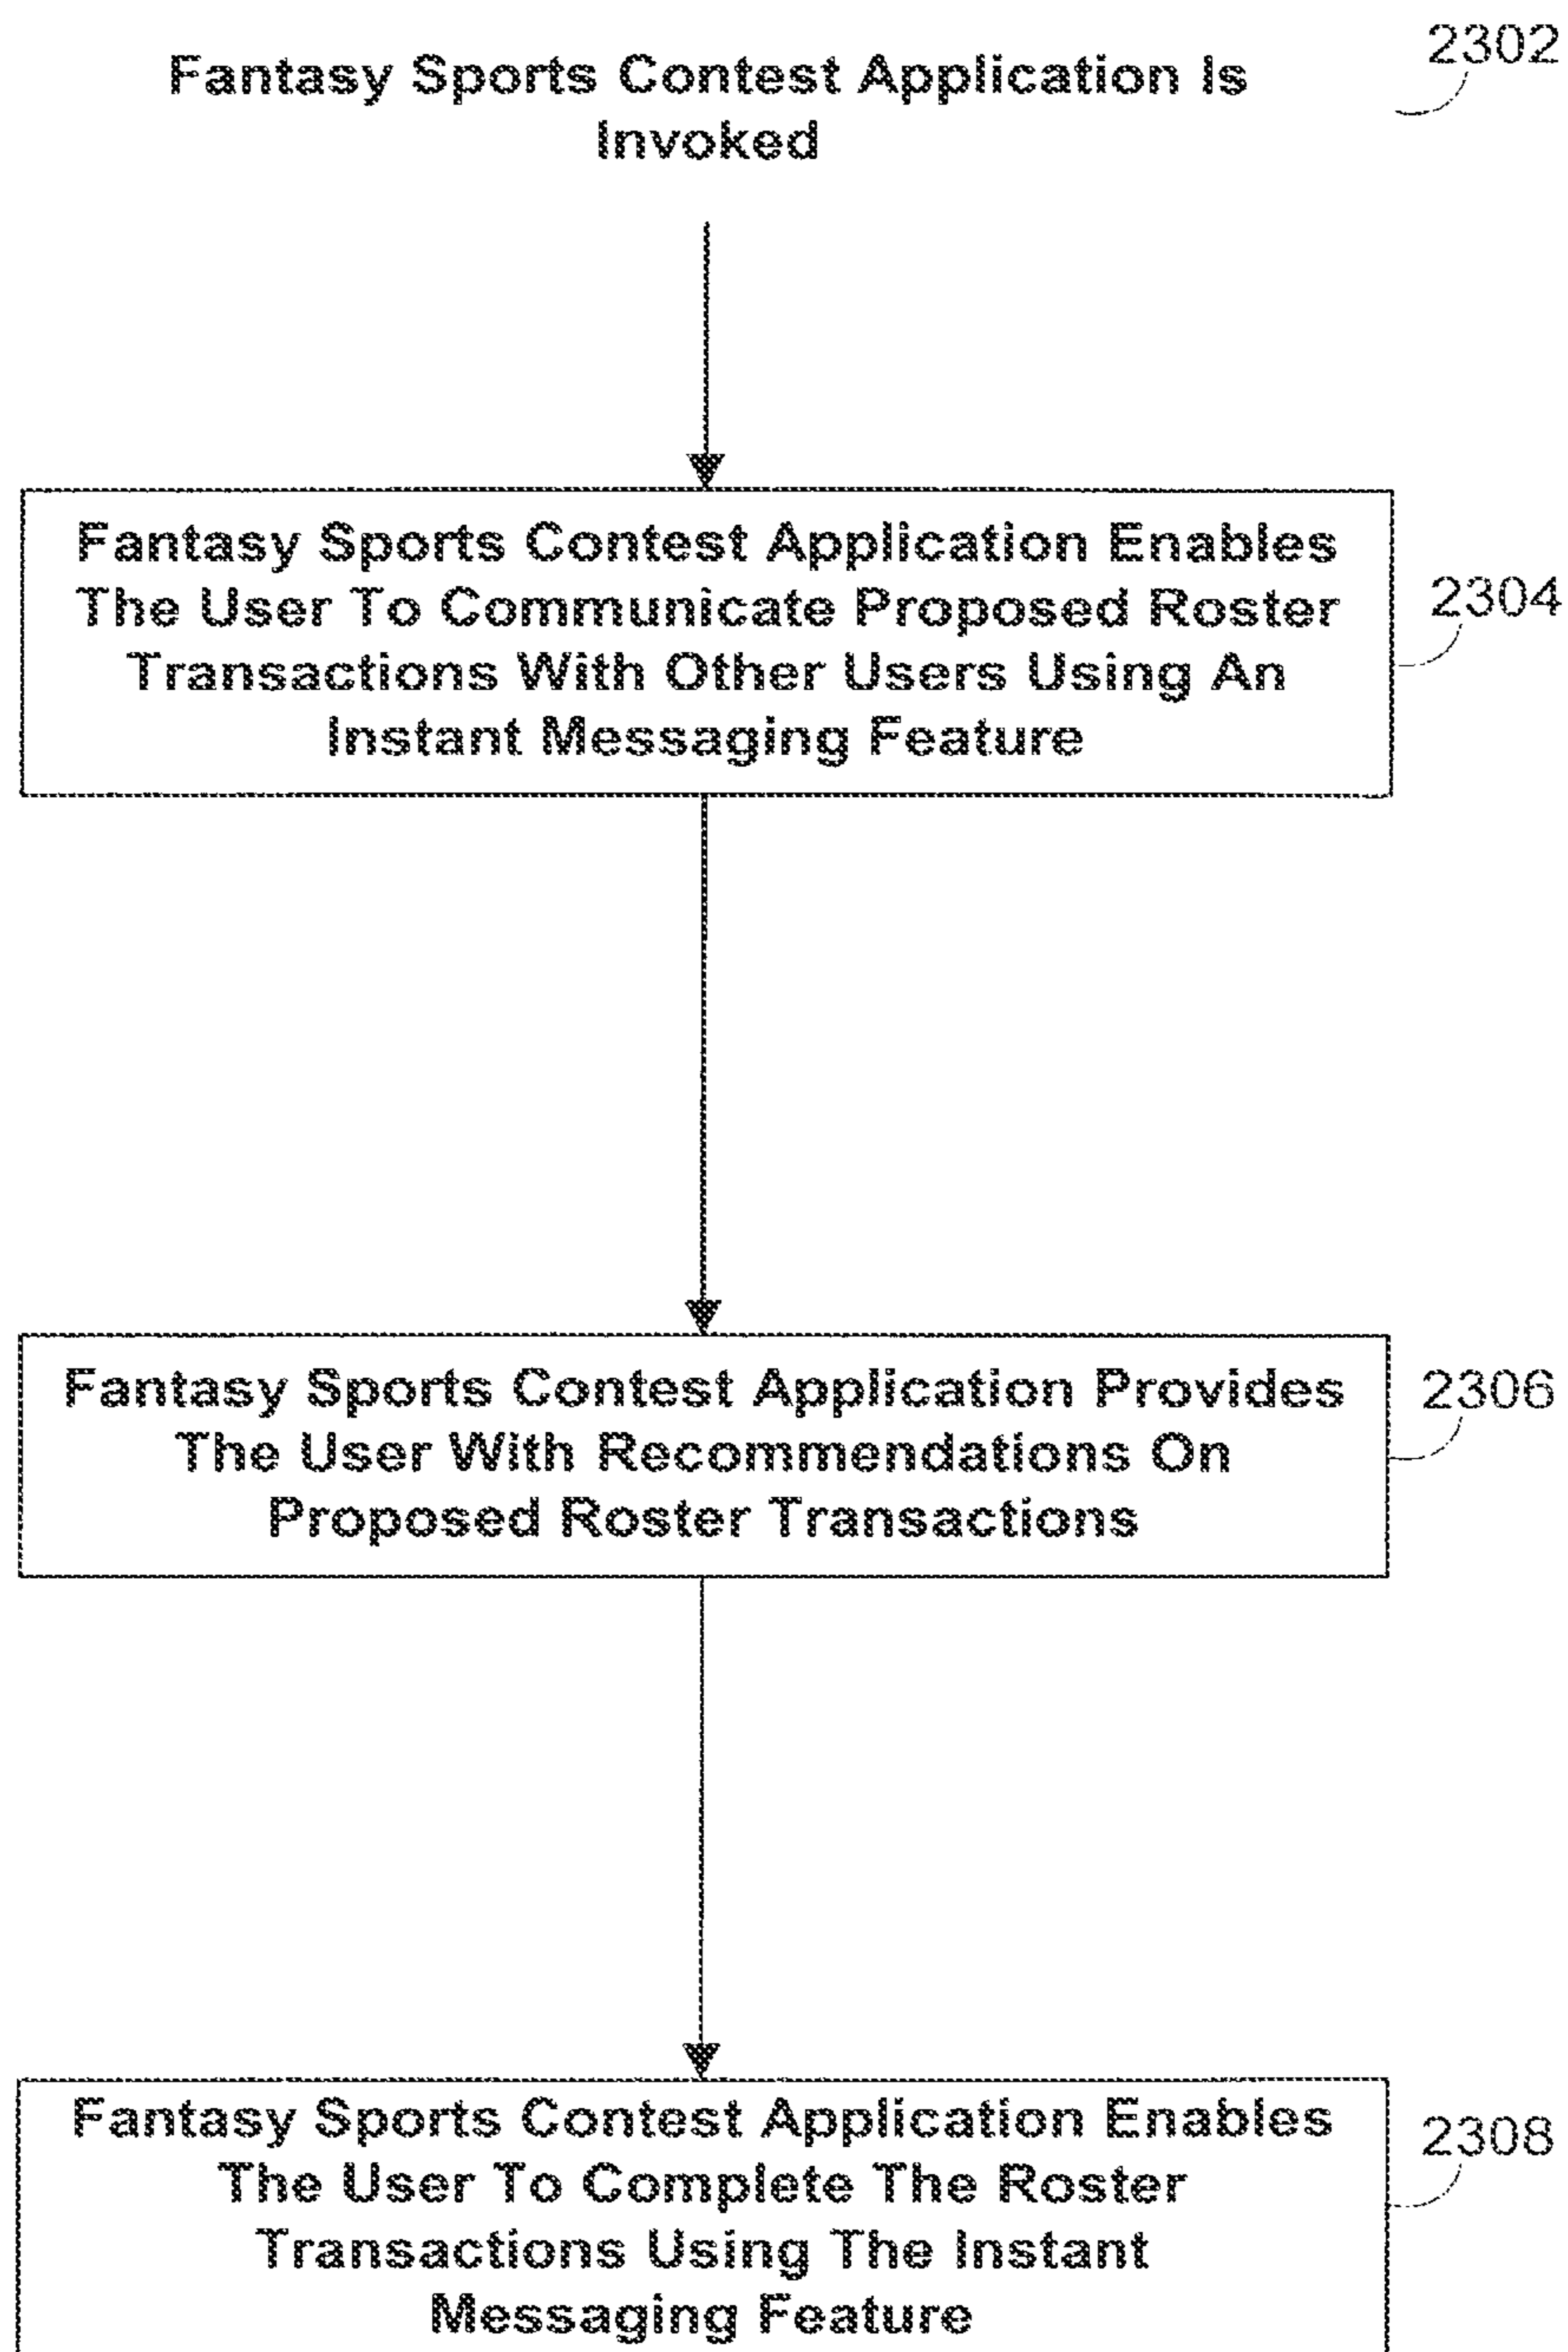 2302
Fantasy Sports Contest Application Is
Invoked
Fantasy Sports Contest Application Enables
The User To Communicate Proposed Roster
Transactions With Other Users Using An
Instant Messaging Feature
2304
Fantasy Sports Contest Application Provides
The User With Recommendations On
Proposed Roster Transactions
2306
Fantasy Sports Contest Application Enables
The User To Complete The Roster
Transactions Using The Instant
Messaging Feature
2308